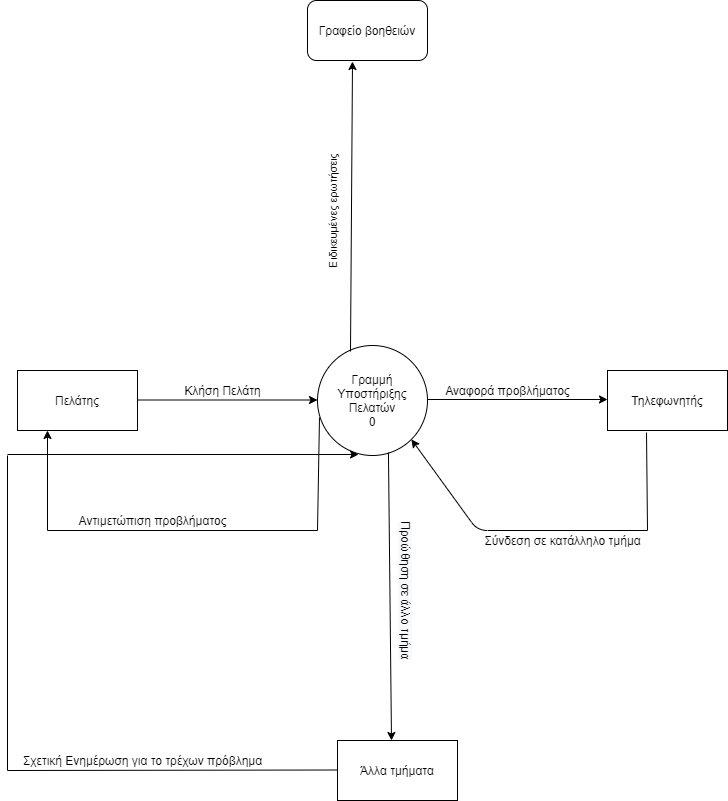 Γραφείο βοηθειών
Ειδικευμένες ερωτήσεις
Πελάτης
Κλήση Πελάτη
Γραμμή
Υποστήριξης
Πελατών
0
Αναφορά προβλήματος
Τηλεφωνητής
Αντιμετώπιση προβλήματος
Σύνδεση σε κατάλληλο τμήμα
Προώθηση σε άλλο τμήμα
Σχετική Ενημέρωση για το τρέχων πρόβλημα
Άλλα τμήματα